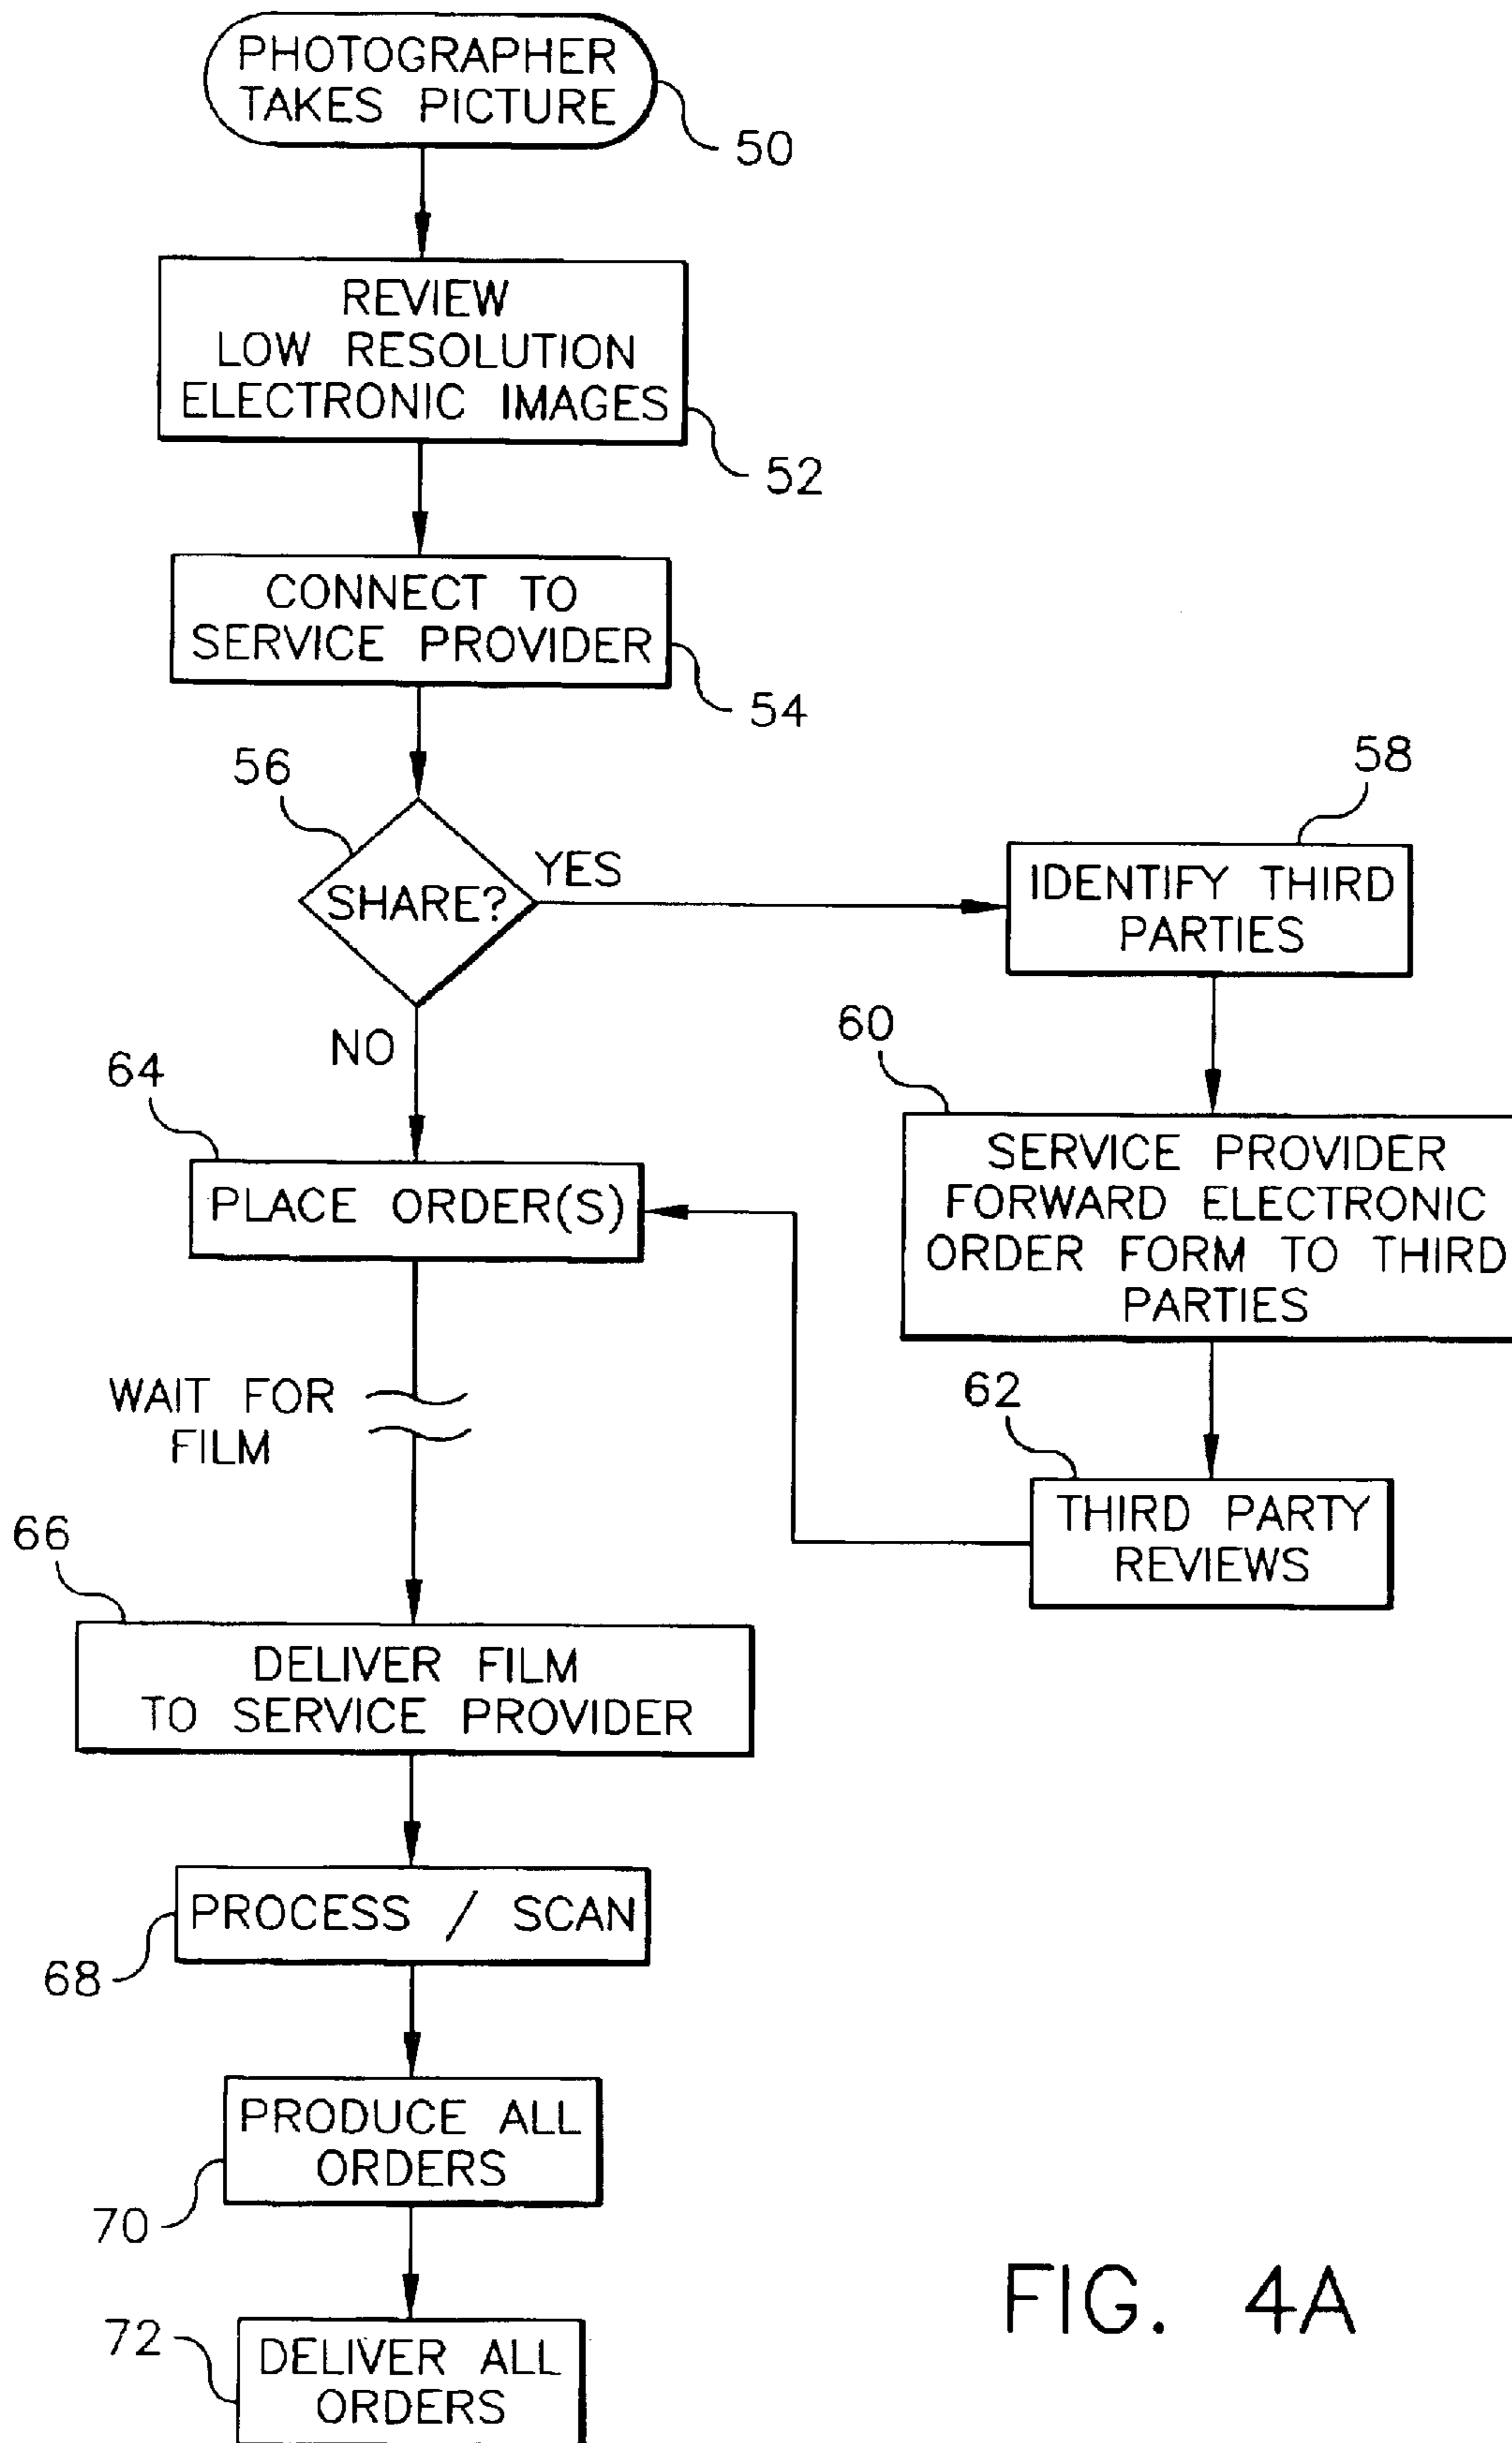 PHOTOGRAPHER
TAKES PICTURE
50
REVIEW
LOW RESOLUTION
ELECTRONIC IMAGES
52
CONNECT TO
SERVICE PROVIDER
54
56
SHARE?
YES
NO
58
IDENTIFY THIRD
PARTIES
60
SERVICE PROVIDER
FORWARD ELECTRONIC
ORDER FORM TO THIRD
PARTIES
62
THIRD PARTY
REVIEWS
64
PLACE ORDER(S)
WAIT FOR
FILM
66
DELIVER FILM
TO SERVICE PROVIDER
PROCESS / SCAN
68
PRODUCE ALL
ORDERS
70
72
DELIVER ALL
ORDERS
FIG. 4A